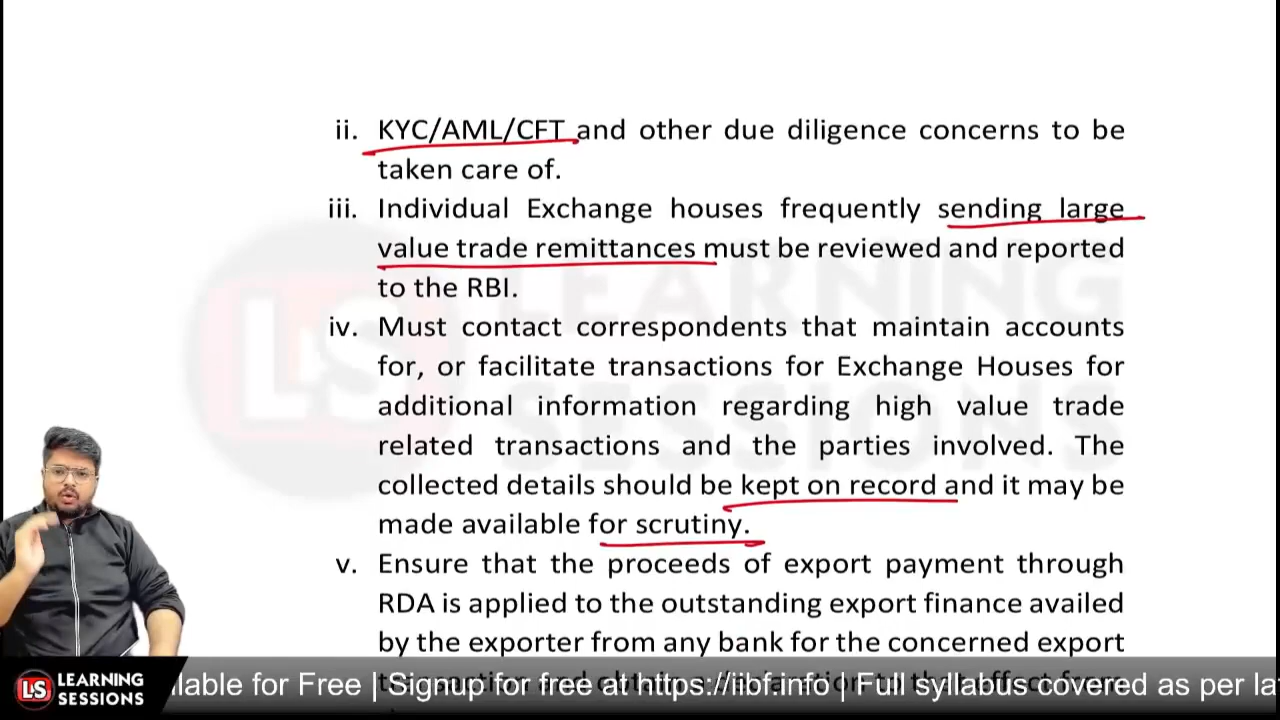 ii. KYC/AML/CFT and other due diligence concerns to be
taken care of.
iii. Individual Exchange houses frequently sending large
value trade remittances must be reviewed and reported
to the RBI.
iv. Must contact correspondents that maintain accounts
for, or facilitate transactions for Exchange Houses for
additional information regarding high value trade
related transactions and the parties involved. The
collected details should be kept on record and it may be
made available for scrutiny.
v. Ensure that the proceeds of export payment through
RDA is applied to the outstanding export finance availed
by the exporter from any bank for the concerned export
LS LEARNING
SESSIONS
LS LEARNING
SESSIONS
ilable for Free | Signup for free at https://iibf.info | Full syllabus covered as per la